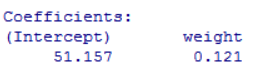 Coefficients:
(Intercept) weight
51.157 0.121